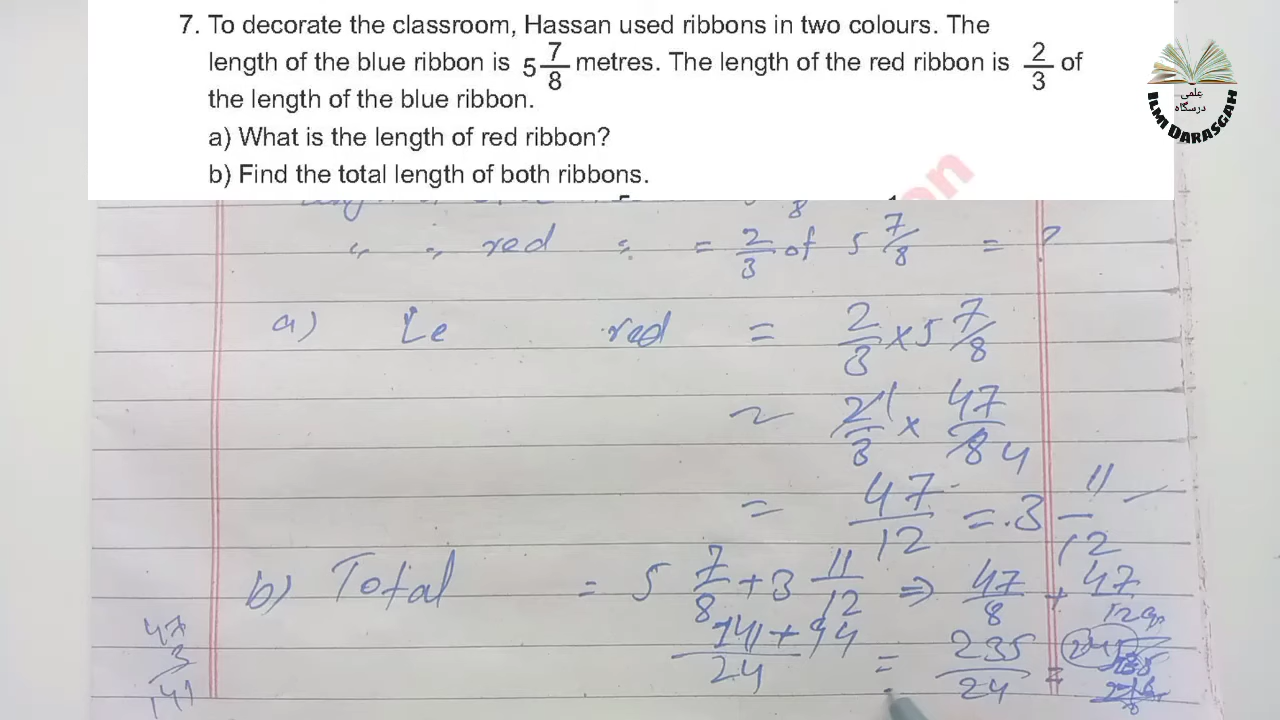 7. To decorate the classroom, Hassan used ribbons in two colours. The
length of the blue ribbon is 5 7/8 metres. The length of the red ribbon is 2/3 of
the length of the blue ribbon.
a) What is the length of red ribbon?
b) Find the total length of both ribbons.
علمی
درسگاہ
ILMI DARASGAH
on
8
" " red " = 2/3 of 5 7/8 = ?
a) Le red = 2/3 × 5 7/8
= 2/3 1 × 47/8 4
= 47/12 = 3 11/12
b) Total = 5 7/8 + 3 11/12 ⇒ 47/8 + 47/12
141 + 94/24 = 235/24 =
47
3
141